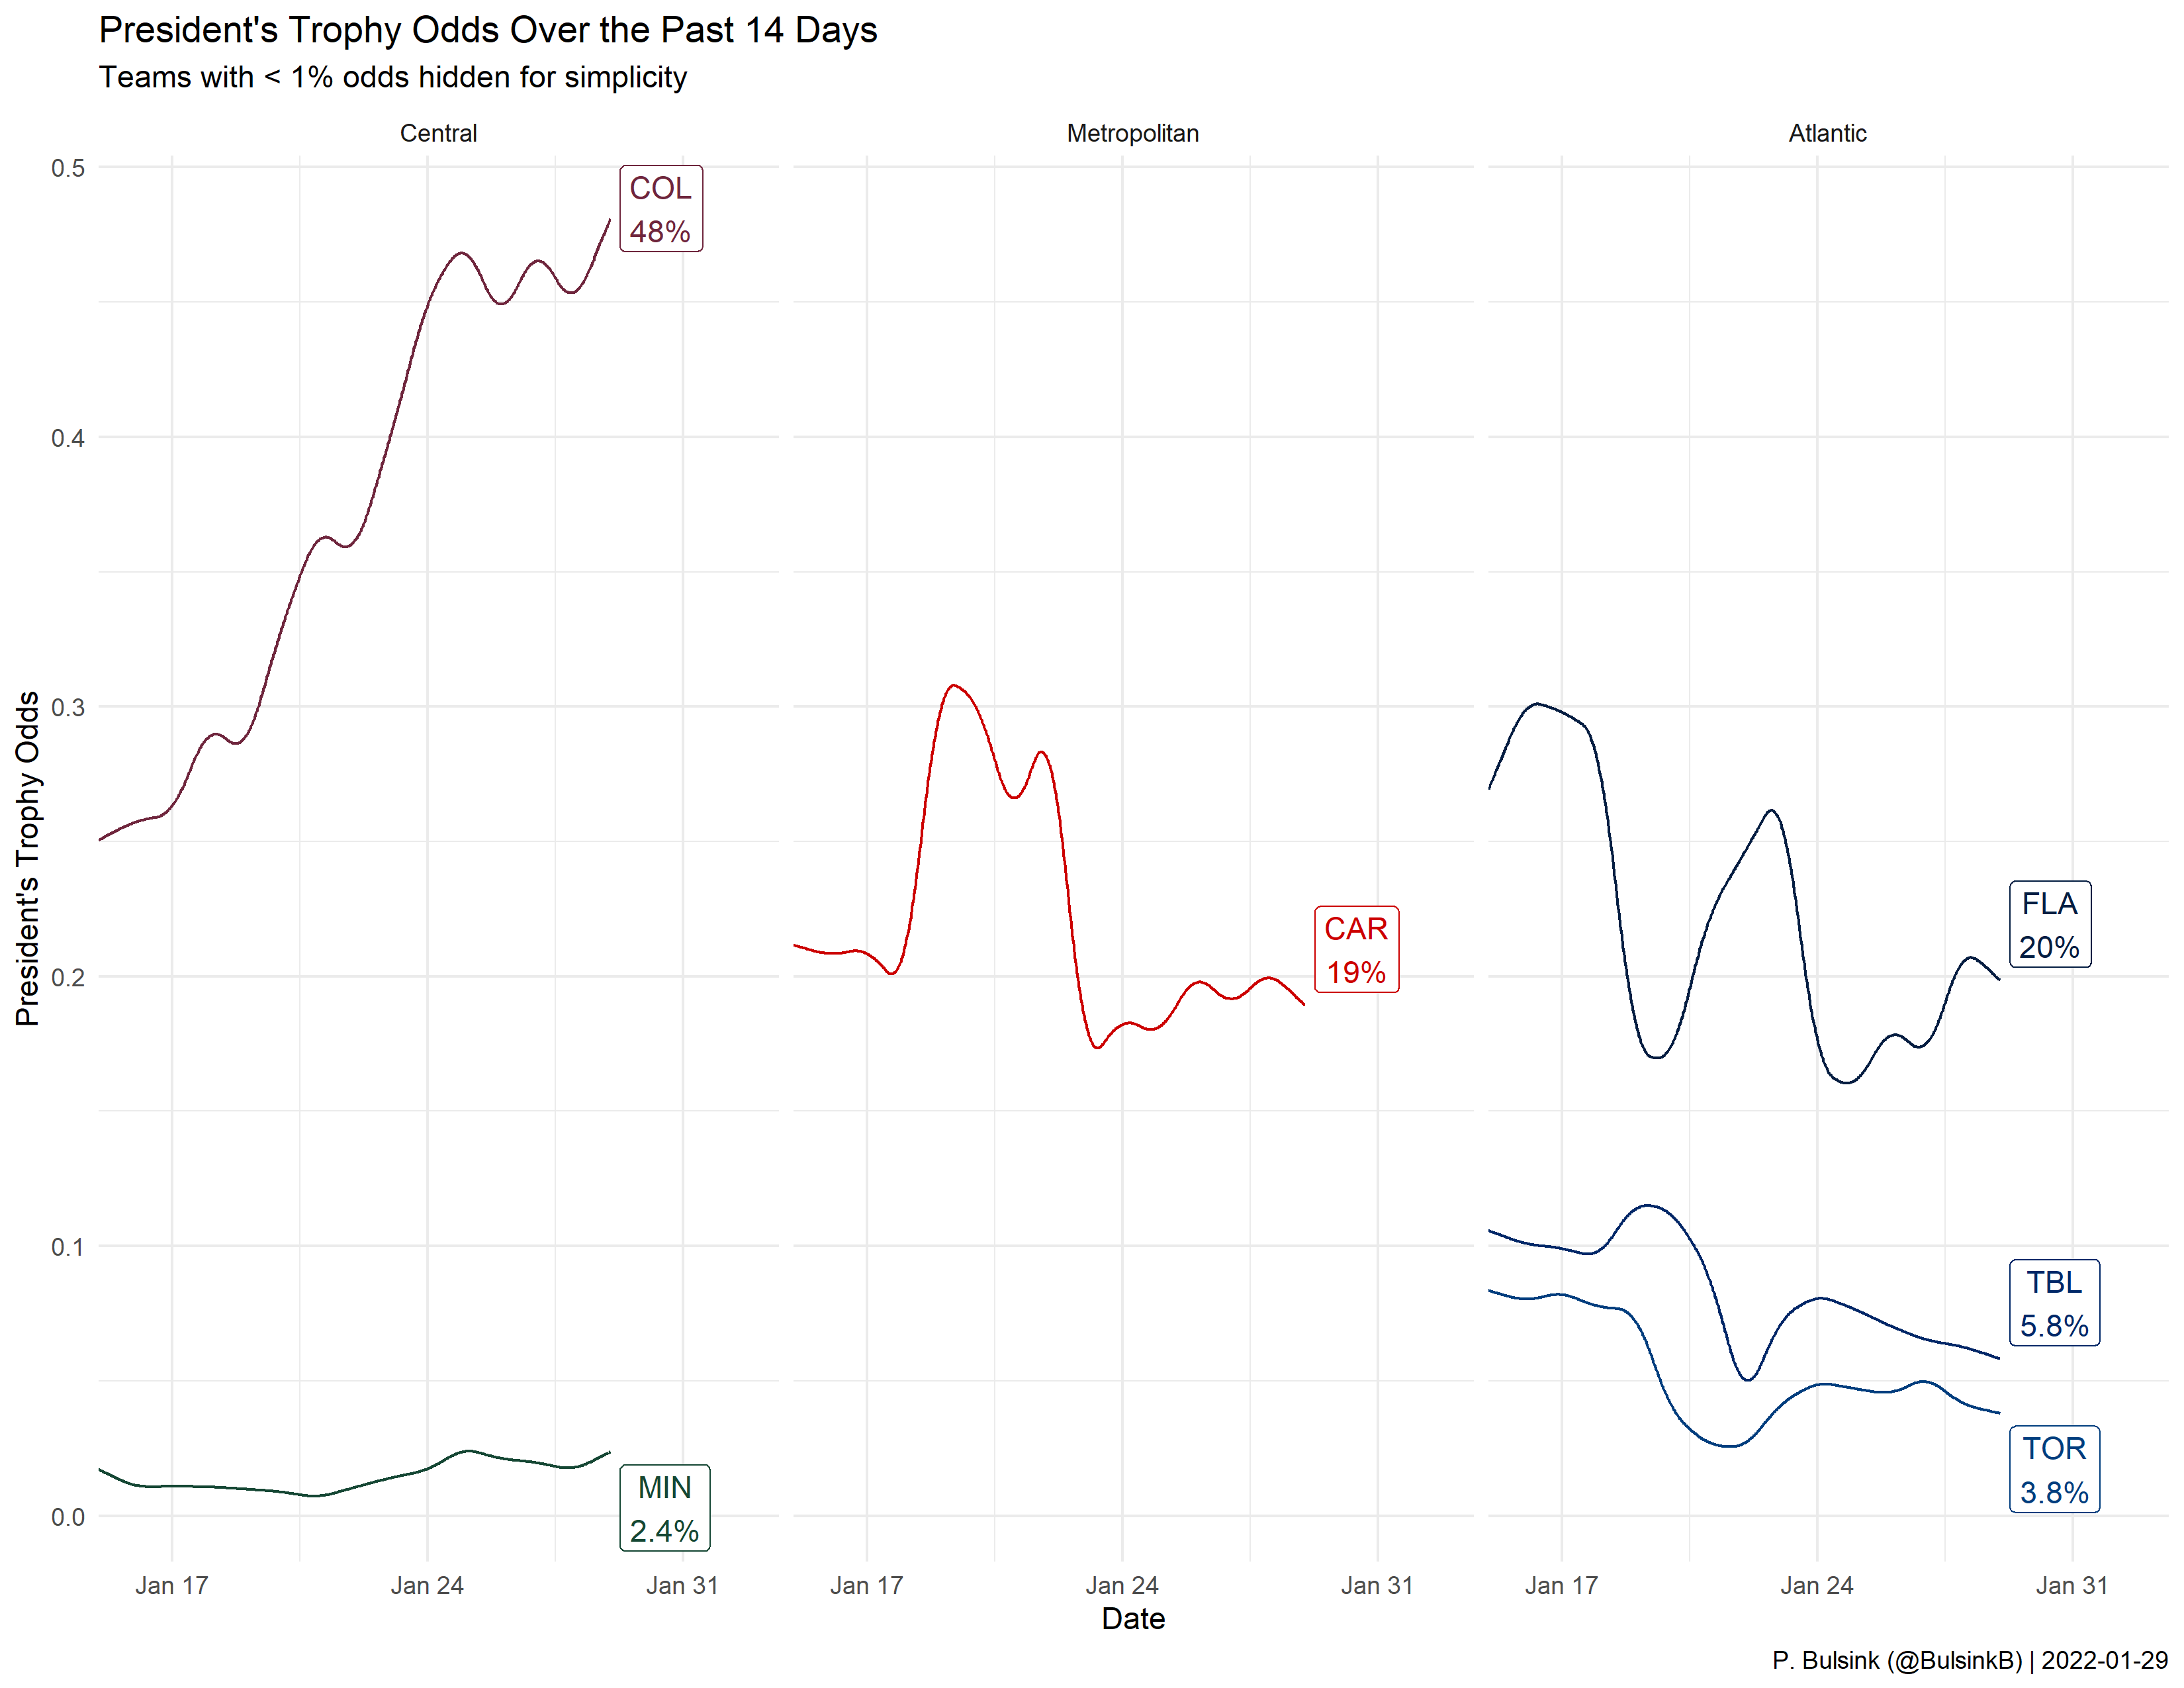 President's Trophy Odds Over the Past 14 Days
Teams with < 1% odds hidden for simplicity
Central
Metropolitan
Atlantic
President's Trophy Odds
0.5
0.4
0.3
0.2
0.1
0.0
COL
48%
MIN
2.4%
CAR
19%
FLA
20%
TBL
5.8%
TOR
3.8%
Jan 17
Jan 24
Jan 31
Jan 17
Jan 24
Jan 31
Jan 17
Jan 24
Jan 31
Date
P. Bulsink (@BulsinkB) | 2022-01-29